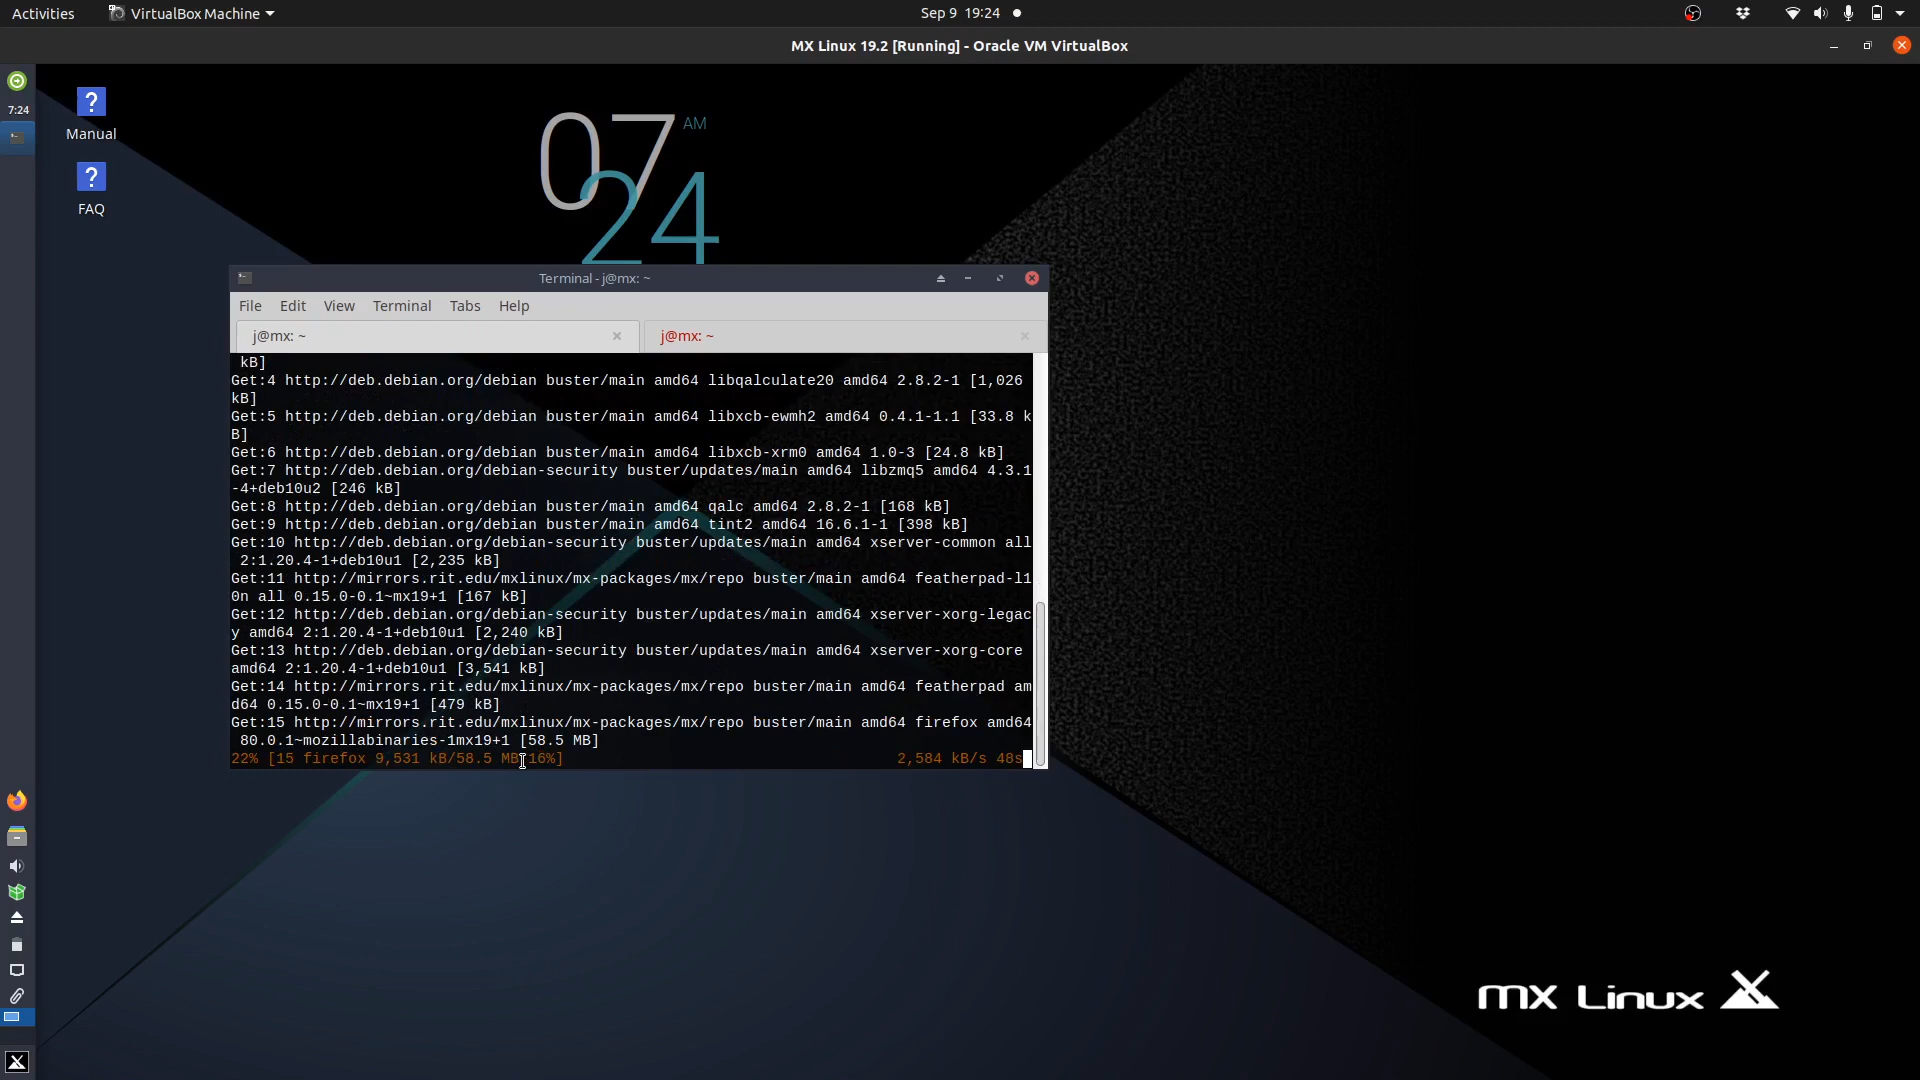 Activities VirtualBox Machine Sep 9 19:24
MX Linux 19.2 [Running] - Oracle VM VirtualBox
7:24
Manual
FAQ
07 AM
24
Terminal - j@mx: ~
File Edit View Terminal Tabs Help
j@mx: ~ j@mx: ~
kB]
Get:4 http://deb.debian.org/debian buster/main amd64 libqalculate20 amd64 2.8.2-1 [1,026
kB]
Get:5 http://deb.debian.org/debian buster/main amd64 libxcb-ewmh2 amd64 0.4.1-1.1 [33.8 k
B]
Get:6 http://deb.debian.org/debian buster/main amd64 libxcb-xrm0 amd64 1.0-3 [24.8 kB]
Get:7 http://deb.debian.org/debian-security buster/updates/main amd64 libzmq5 amd64 4.3.1
-4+deb10u2 [246 kB]
Get:8 http://deb.debian.org/debian buster/main amd64 qalc amd64 2.8.2-1 [168 kB]
Get:9 http://deb.debian.org/debian buster/main amd64 tint2 amd64 16.6.1-1 [398 kB]
Get:10 http://deb.debian.org/debian-security buster/updates/main amd64 xserver-common all
2:1.20.4-1+deb10u1 [2,235 kB]
Get:11 http://mirrors.rit.edu/mxlinux/mx-packages/mx/repo buster/main amd64 featherpad-l1
0n all 0.15.0-0.1~mx19+1 [167 kB]
Get:12 http://deb.debian.org/debian-security buster/updates/main amd64 xserver-xorg-legac
y amd64 2:1.20.4-1+deb10u1 [2,240 kB]
Get:13 http://deb.debian.org/debian-security buster/updates/main amd64 xserver-xorg-core
amd64 2:1.20.4-1+deb10u1 [3,541 kB]
Get:14 http://mirrors.rit.edu/mxlinux/mx-packages/mx/repo buster/main amd64 featherpad am
d64 0.15.0-0.1~mx19+1 [479 kB]
Get:15 http://mirrors.rit.edu/mxlinux/mx-packages/mx/repo buster/main amd64 firefox amd64
80.0.1~mozillabinaries-1mx19+1 [58.5 MB]
22% [15 firefox 9,531 kB/58.5 MB 16%] 2,584 kB/s 48s
MX Linux